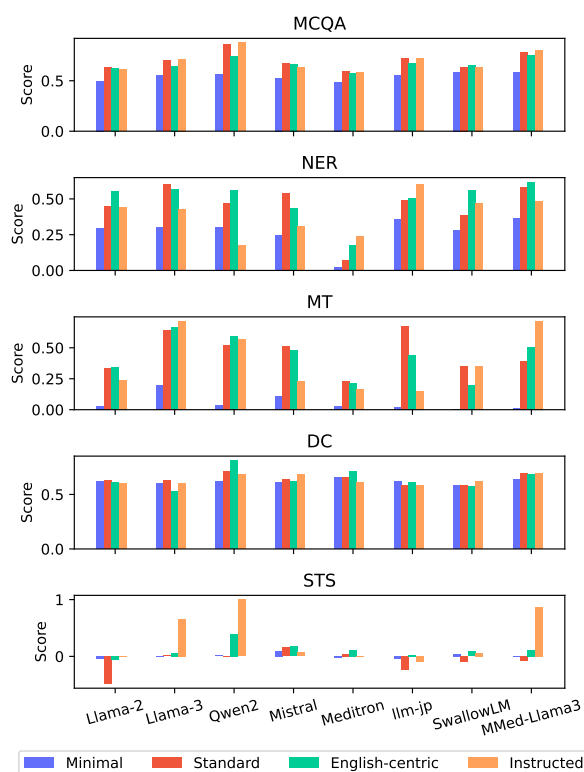 MCQA
Score
0.5
0.0
NER
Score
0.50
0.25
0.00
MT
Score
0.50
0.25
0.00
DC
Score
0.5
0.0
STS
Score
1
0
Llama-2 Llama-3 Qwen2 Mistral Meditron llm-jp SwallowLM MMed-Llama3
Minimal Standard English-centric Instructed